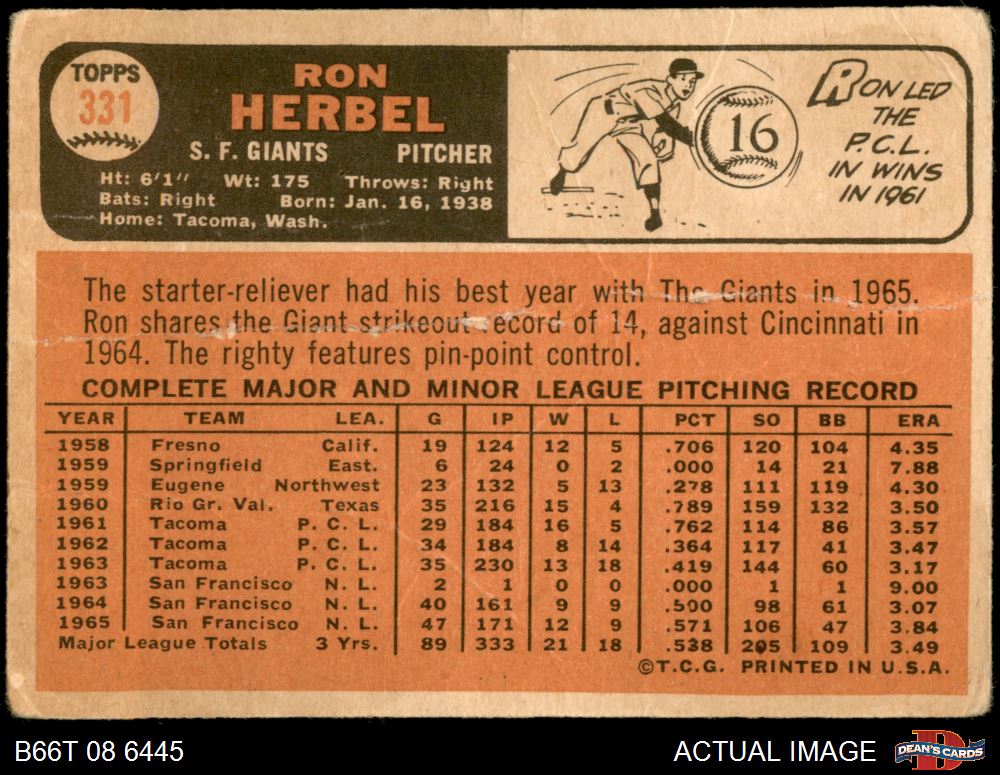 TOPPS
331
RON
HERBEL
S. F. GIANTS PITCHER
Ht: 6'1" Wt: 175 Throws: Right
Bats: Right Born: Jan. 16, 1938
Home: Tacoma, Wash.
16
RON LED
THE
P.C.L.
IN WINS
IN 1961
The starter-reliever had his best year with The Giants in 1965.
Ron shares the Giant strikeout record of 14, against Cincinnati in
1964. The righty features pin-point control.
COMPLETE MAJOR AND MINOR LEAGUE PITCHING RECORD
YEAR TEAM LEA. G IP W L PCT SO BB ERA
1958 Fresno Calif. 19 124 12 5 .706 120 104 4.35
1959 Springfield East. 6 24 0 2 .000 14 21 7.88
1959 Eugene Northwest 23 132 5 13 .278 111 119 4.30
1960 Rio Gr. Val. Texas 35 216 15 4 .789 159 132 3.50
1961 Tacoma P. C. L. 29 184 16 5 .762 114 86 3.57
1962 Tacoma P. C. L. 34 184 8 14 .364 117 41 3.47
1963 Tacoma P. C. L. 35 230 13 18 .419 144 60 3.17
1963 San Francisco N. L. 2 1 0 0 .000 1 1 9.00
1964 San Francisco N. L. 40 161 9 9 .500 98 61 3.07
1965 San Francisco N. L. 47 171 12 9 .571 106 47 3.84
Major League Totals 3 Yrs. 89 333 21 18 .538 205 109 3.49
©T.C.G. PRINTED IN U.S.A.
B66T 08 6445 ACTUAL IMAGE DEAN'S CARDS